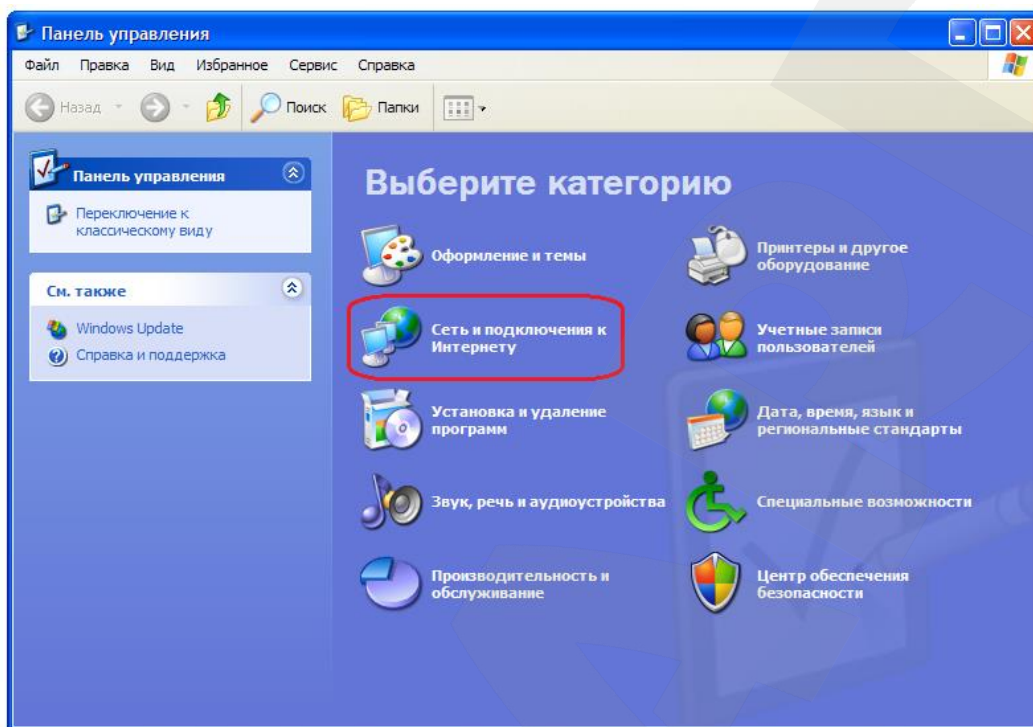 Панель управления
Файл Правка Вид Избранное Сервис Справка
Назад Поиск Папки
Панель управления
Переключение к
классическому виду
См. также
Windows Update
Справка и поддержка
Выберите категорию
Оформление и темы
Принтеры и другое
оборудование
Сеть и подключения к
Интернету
Учетные записи
пользователей
Установка и удаление
программ
Дата, время, язык и
региональные стандарты
Звук, речь и аудиоустройства
Специальные возможности
Производительность и
обслуживание
Центр обеспечения
безопасности